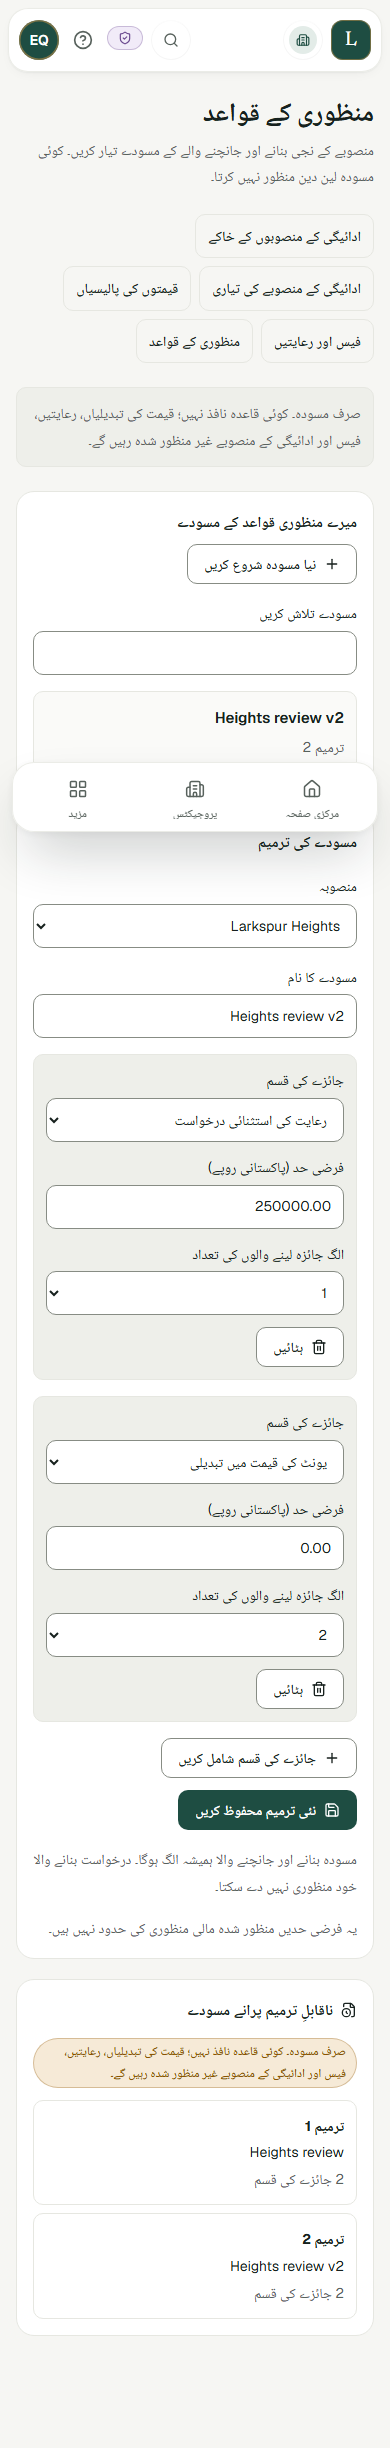 L
EQ
منظوری کے قواعد
منصوبے کے نجی بنانے اور جانچنے والے کے مسودے تیار کریں۔ کوئی
مسودہ لین دین منظور نہیں کرتا۔
ادائیگی کے منصوبوں کے خاکے
ادائیگی کے منصوبے کی تیاری
قیمتوں کی پالیسیاں
فیس اور رعایتیں
منظوری کے قواعد
صرف مسودہ۔ کوئی قاعدہ نافذ نہیں؛ قیمت کی تبدیلیاں، رعایتیں،
فیس اور ادائیگی کے منصوبے غیر منظور شدہ رہیں گے۔
میرے منظوری قواعد کے مسودے
نیا مسودہ شروع کریں
مسودے تلاش کریں
Heights review v2
ترمیم 2
مرکزی صفحہ
پروجیکٹس
مزید
مسودے کی ترمیم
منصوبہ
Larkspur Heights
مسودے کا نام
Heights review v2
جائزے کی قسم
رعایت کی استثنائی درخواست
فرضی حد (پاکستانی روپے)
250000.00
الگ جائزہ لینے والوں کی تعداد
1
ہٹائیں
جائزے کی قسم
یونٹ کی قیمت میں تبدیلی
فرضی حد (پاکستانی روپے)
0.00
الگ جائزہ لینے والوں کی تعداد
2
ہٹائیں
جائزے کی قسم شامل کریں
نئی ترمیم محفوظ کریں
مسودہ بنانے اور جانچنے والا ہمیشہ الگ ہوگا۔ درخواست بنانے والا
خود منظوری نہیں دے سکتا۔
یہ فرضی حدیں منظور شدہ مالی منظوری کی حدود نہیں ہیں۔
ناقابلِ ترمیم پرانے مسودے
صرف مسودہ۔ کوئی قاعدہ نافذ نہیں؛ قیمت کی تبدیلیاں، رعایتیں،
فیس اور ادائیگی کے منصوبے غیر منظور شدہ رہیں گے۔
ترمیم 1
Heights review
2 جائزے کی قسم
ترمیم 2
Heights review v2
2 جائزے کی قسم